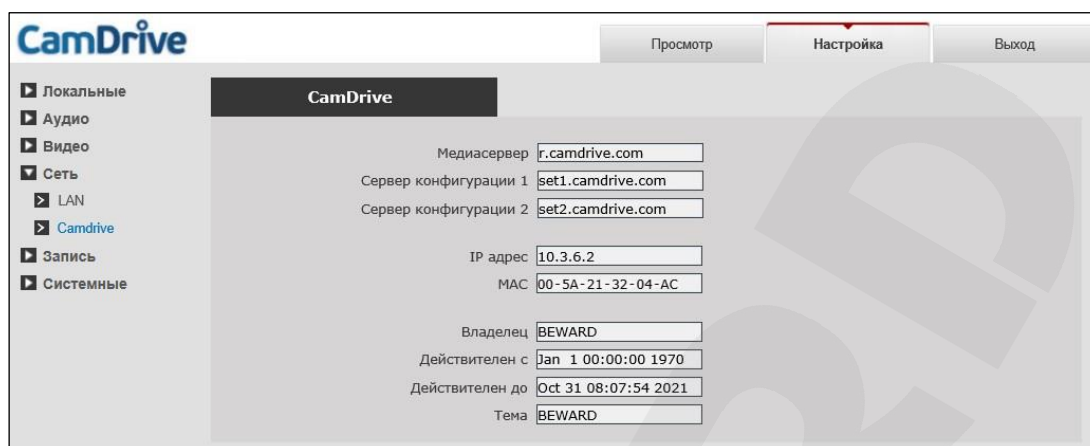 CamDrive
Просмотр
Настройка
Выход
Локальные
Аудио
Видео
Сеть
LAN
Camdrive
Запись
Системные
CamDrive
Медиасервер r.camdrive.com
Сервер конфигурации 1 set1.camdrive.com
Сервер конфигурации 2 set2.camdrive.com
IP адрес 10.3.6.2
MAC 00-5A-21-32-04-AC
Владелец BEWARD
Действителен с Jan 1 00:00:00 1970
Действителен до Oct 31 08:07:54 2021
Тема BEWARD